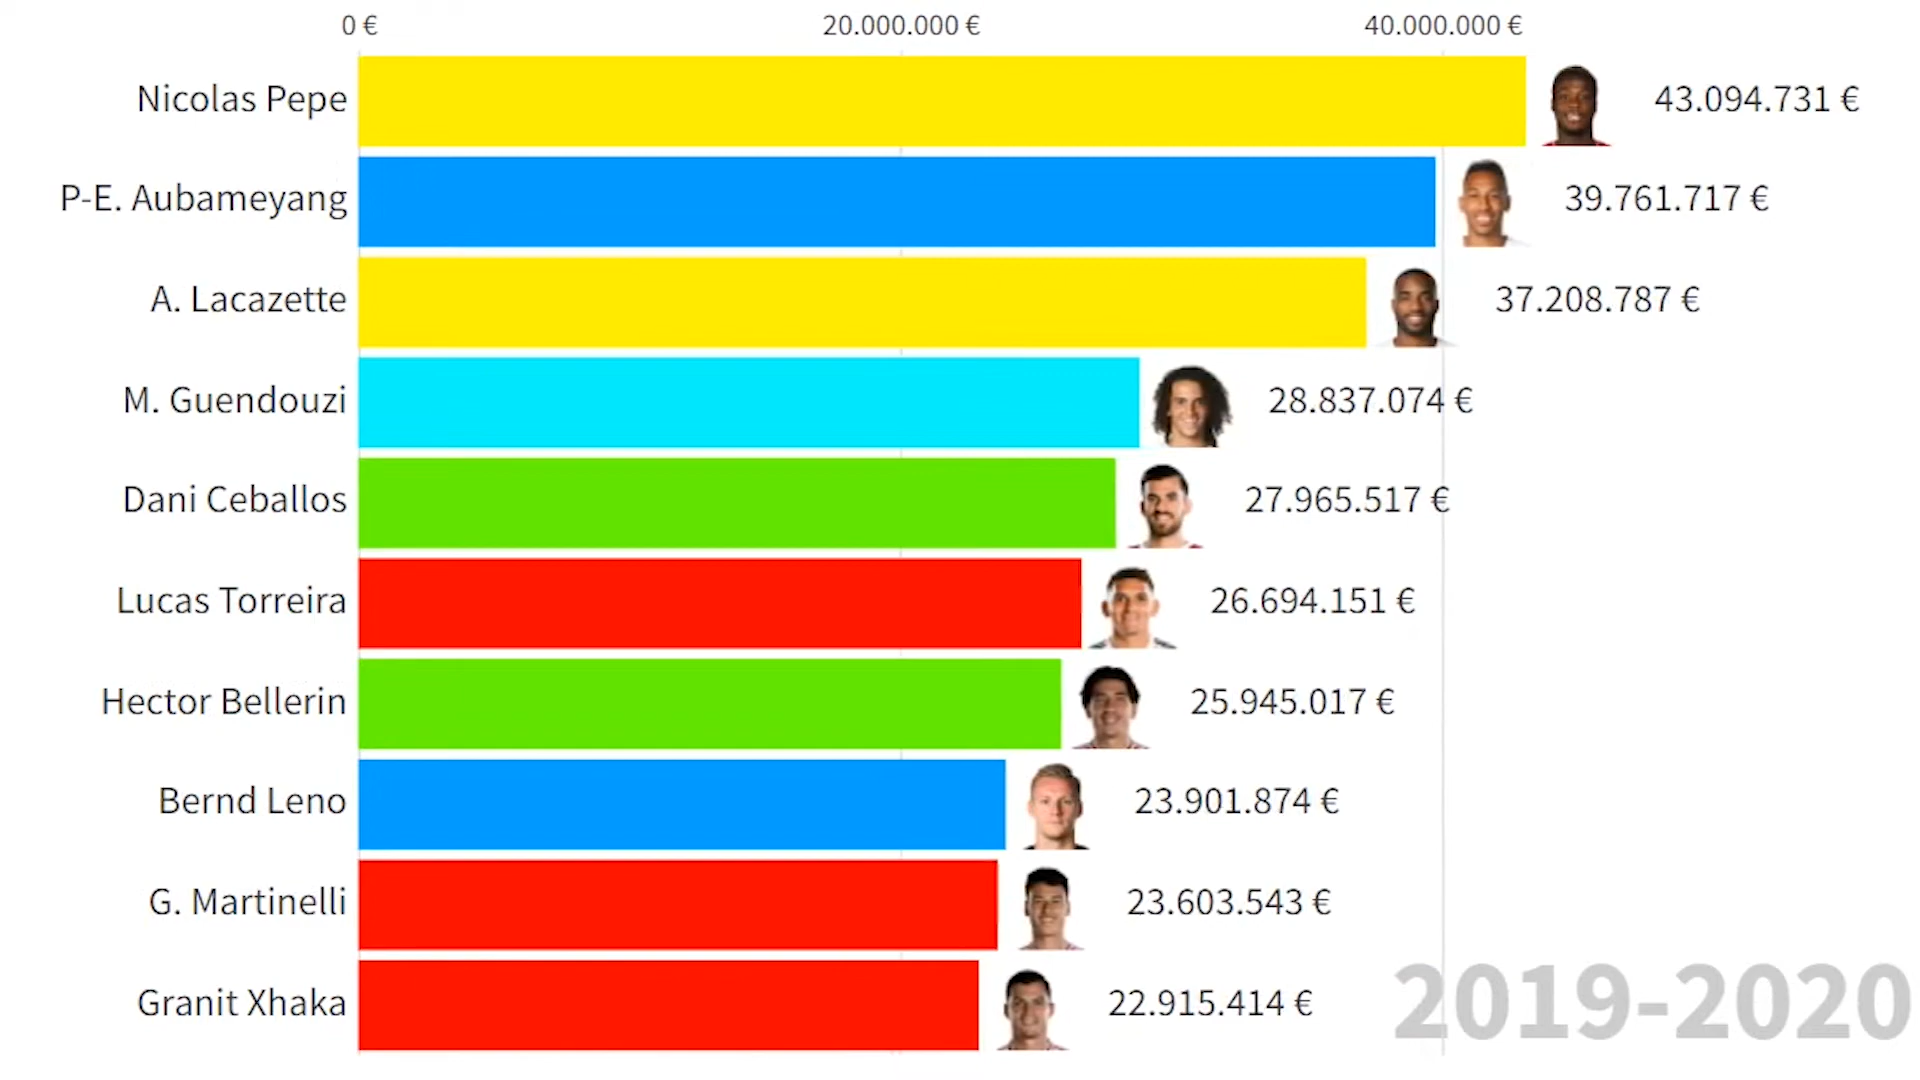 0 € 20.000.000 € 40.000.000 €
Nicolas Pepe 43.094.731 €
P-E. Aubameyang 39.761.717 €
A. Lacazette 37.208.787 €
M. Guendouzi 28.837.074 €
Dani Ceballos 27.965.517 €
Lucas Torreira 26.694.151 €
Hector Bellerin 25.945.017 €
Bernd Leno 23.901.874 €
G. Martinelli 23.603.543 €
Granit Xhaka 22.915.414 €
2019-2020